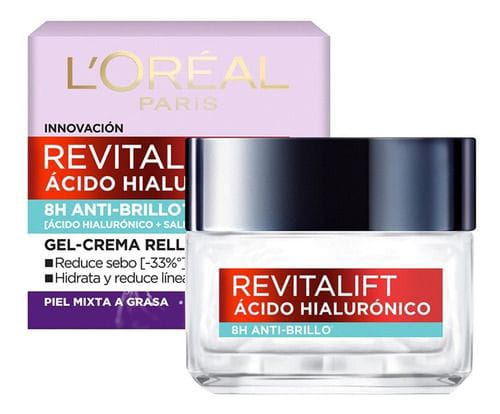 L'ORÉAL
PARIS
INNOVACIÓN
REVITAL
ÁCIDO HIALU
8H ANTI-BRILLO
[ÁCIDO HIALURÓNICO + SAL
GEL-CREMA RELL
■Reduce sebo [-33%*]
■Hidrata y reduce línea
PIEL MIXTA A GRASA
REVITALIFT
ÁCIDO HIALURÓNICO
8H ANTI-BRILLO*